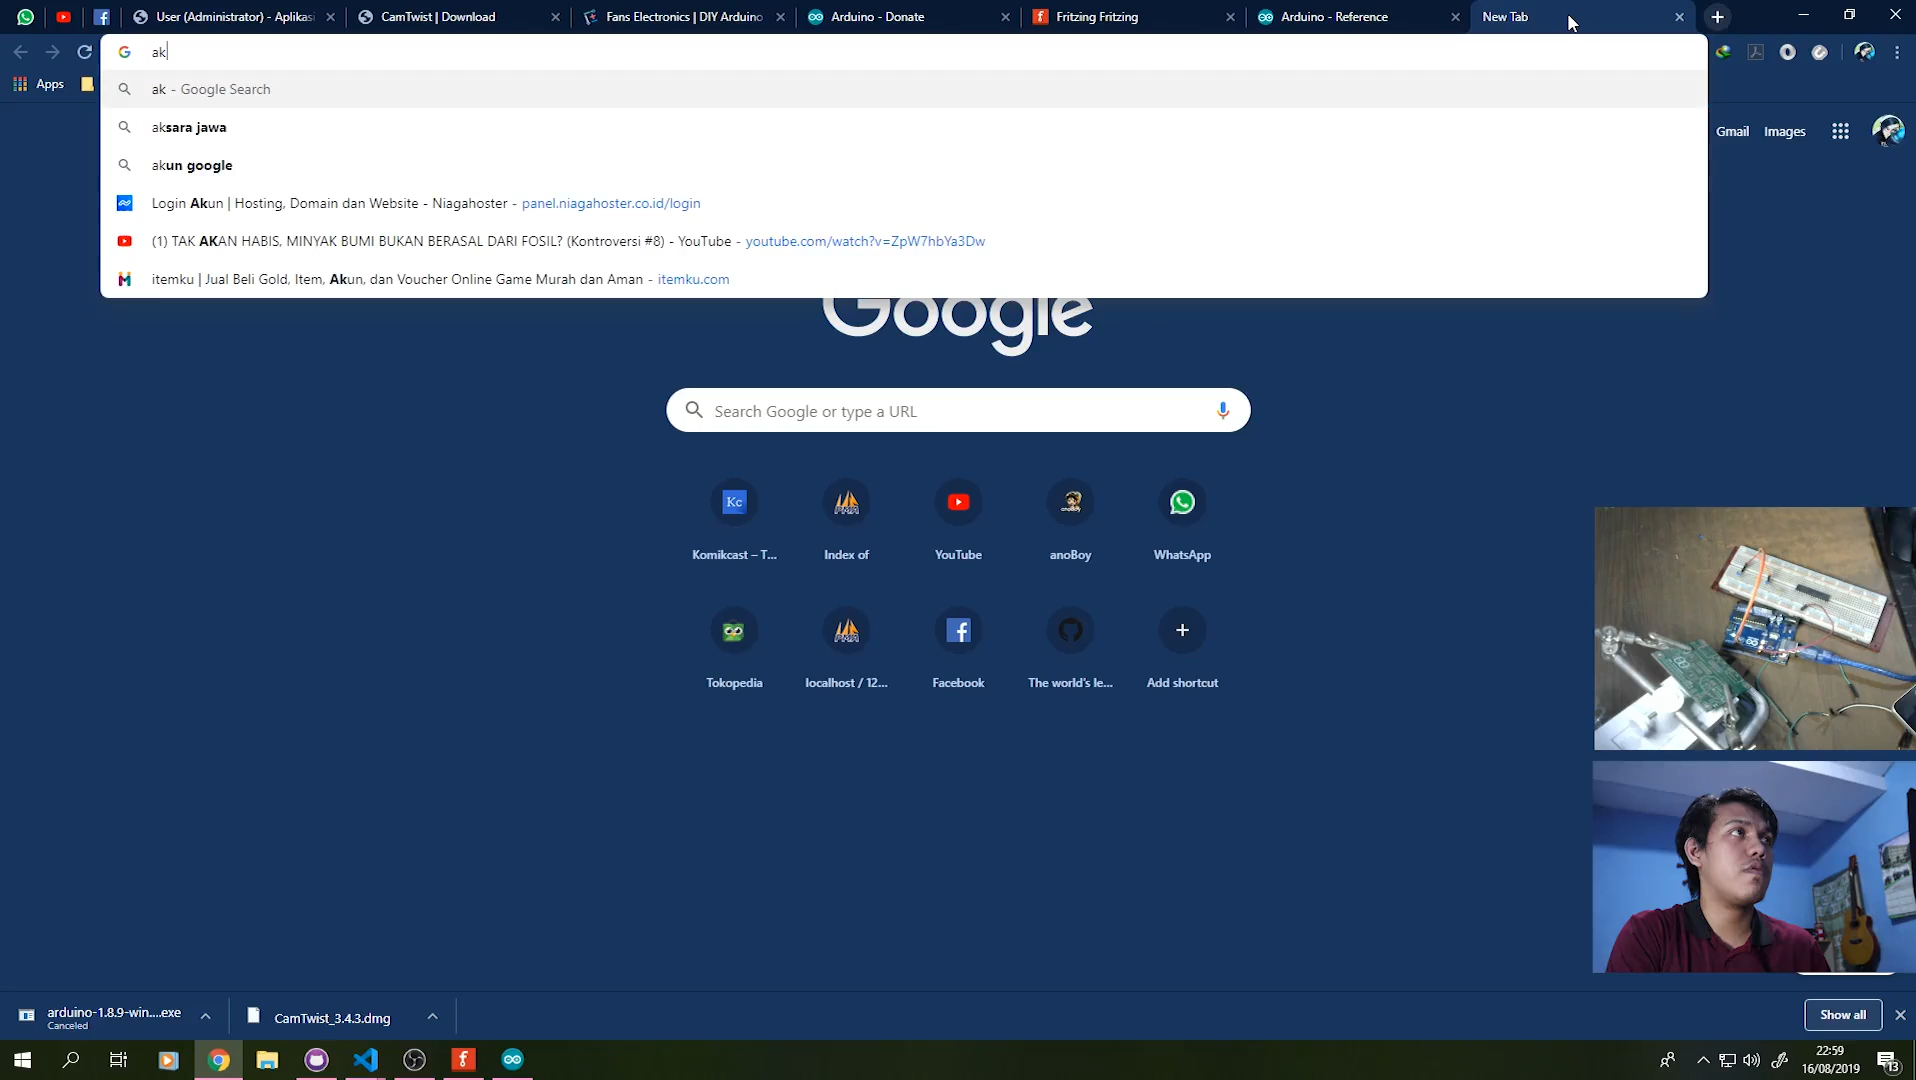 User (Administrator) - Aplikasi
CamTwist | Download
Fans Electronics | DIY Arduino
Arduino - Donate
Fritzing Fritzing
Arduino - Reference
New Tab
ak
Apps
ak - Google Search
aksara jawa
akun google
Login Akun | Hosting, Domain dan Website - Niagahoster - panel.niagahoster.co.id/login
(1) TAK AKAN HABIS, MINYAK BUMI BUKAN BERASAL DARI FOSIL? (Kontroversi #8) - YouTube - youtube.com/watch?v=ZpW7hbYa3Dw
itemku | Jual Beli Gold, Item, Akun, dan Voucher Online Game Murah dan Aman - itemku.com
Gmail Images
Google
Search Google or type a URL
Kc
Komikcast – T...
Index of
YouTube
anoBoy
WhatsApp
Tokopedia
localhost / 12...
Facebook
The world's le...
Add shortcut
arduino-1.8.9-win....exe
Canceled
CamTwist_3.4.3.dmg
Show all
22:59
16/08/2019
13